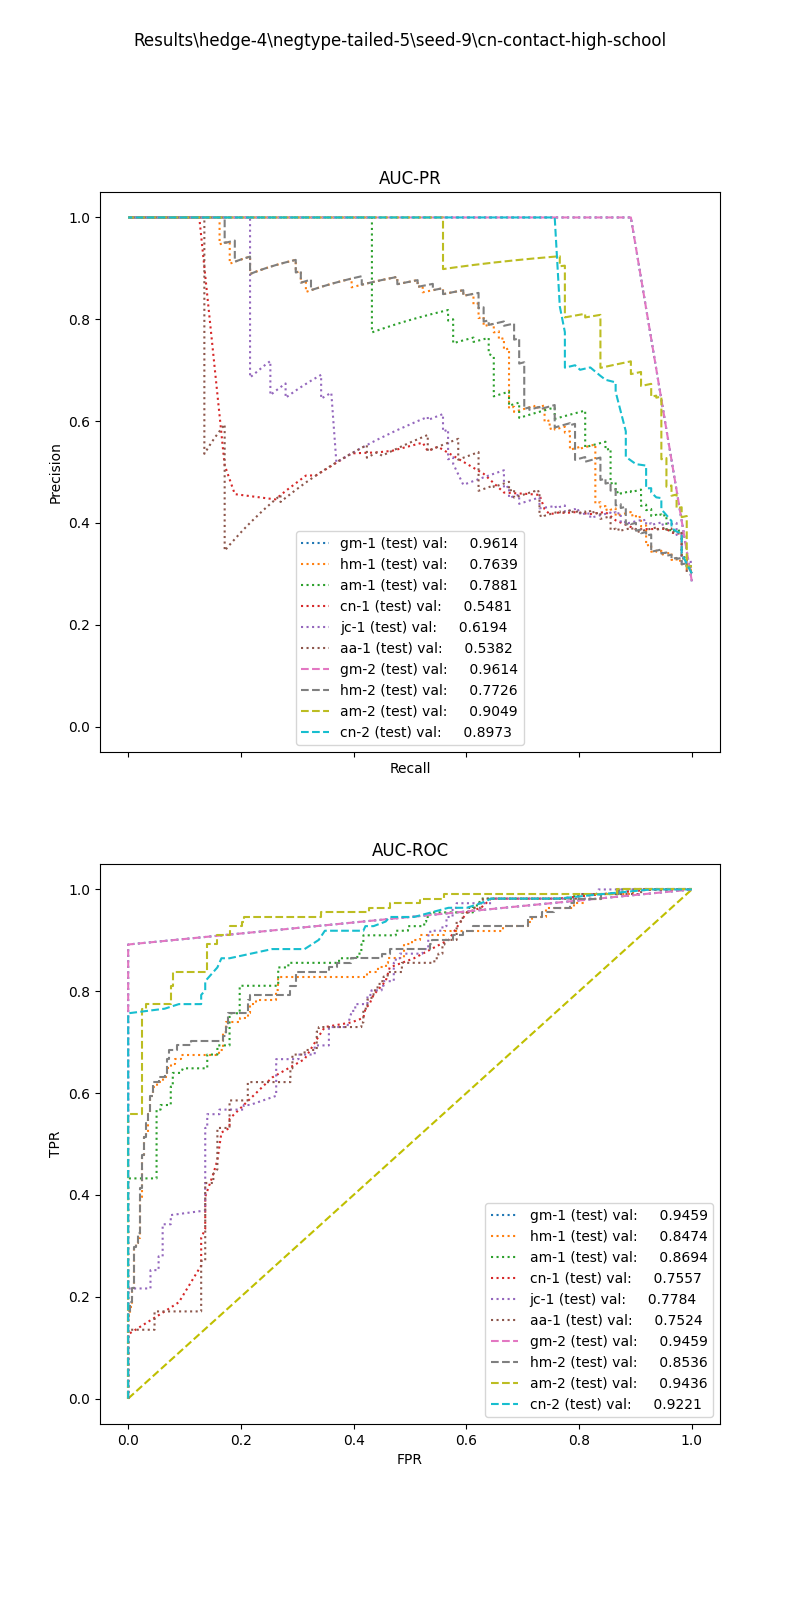 Results\hedge-4\negtype-tailed-5\seed-9\cn-contact-high-school
AUC-PR
1.0
0.8
0.6
0.4
0.2
0.0
Precision
gm-1 (test) val: 0.9614
hm-1 (test) val: 0.7639
am-1 (test) val: 0.7881
cn-1 (test) val: 0.5481
jc-1 (test) val: 0.6194
aa-1 (test) val: 0.5382
gm-2 (test) val: 0.9614
hm-2 (test) val: 0.7726
am-2 (test) val: 0.9049
cn-2 (test) val: 0.8973
Recall
AUC-ROC
1.0
0.8
0.6
0.4
0.2
0.0
TPR
gm-1 (test) val: 0.9459
hm-1 (test) val: 0.8474
am-1 (test) val: 0.8694
cn-1 (test) val: 0.7557
jc-1 (test) val: 0.7784
aa-1 (test) val: 0.7524
gm-2 (test) val: 0.9459
hm-2 (test) val: 0.8536
am-2 (test) val: 0.9436
cn-2 (test) val: 0.9221
0.0 0.2 0.4 0.6 0.8 1.0
FPR